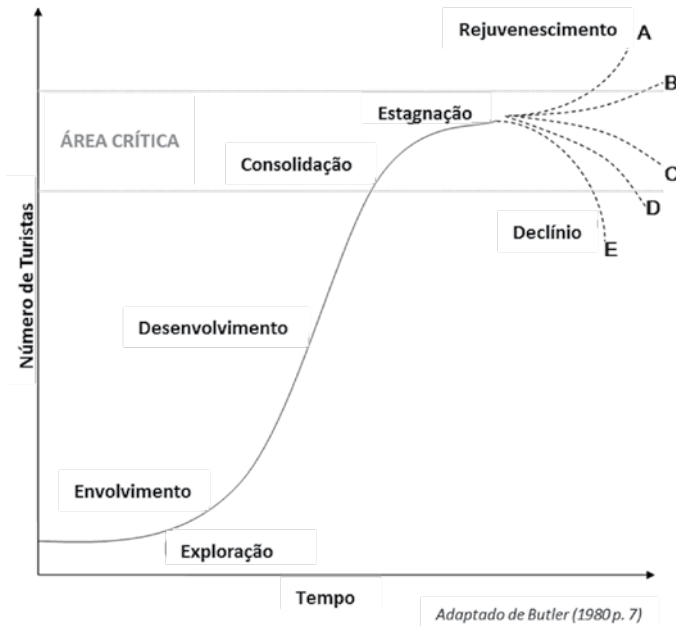 Rejuvenescimento
A
B
Estagnação
ÁREA CRÍTICA
Consolidação
C
D
Declínio
E
Número de Turistas
Desenvolvimento
Envolvimento
Exploração
Tempo
Adaptado de Butler (1980 p. 7)